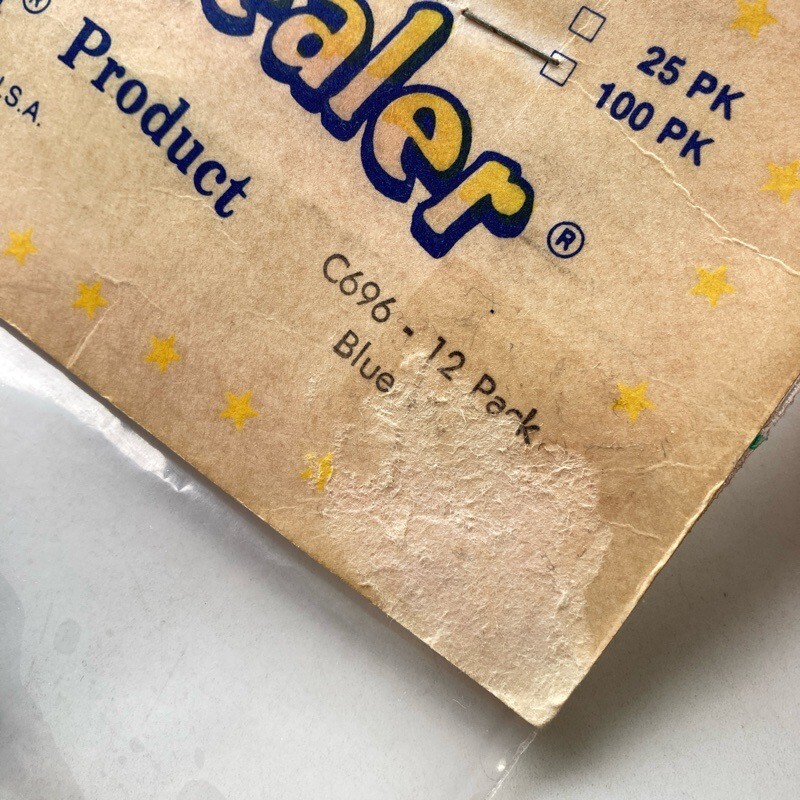 ®
Product
.S.A.
ealer®
25 PK
100 PK
C696 - 12 Pack
Blue